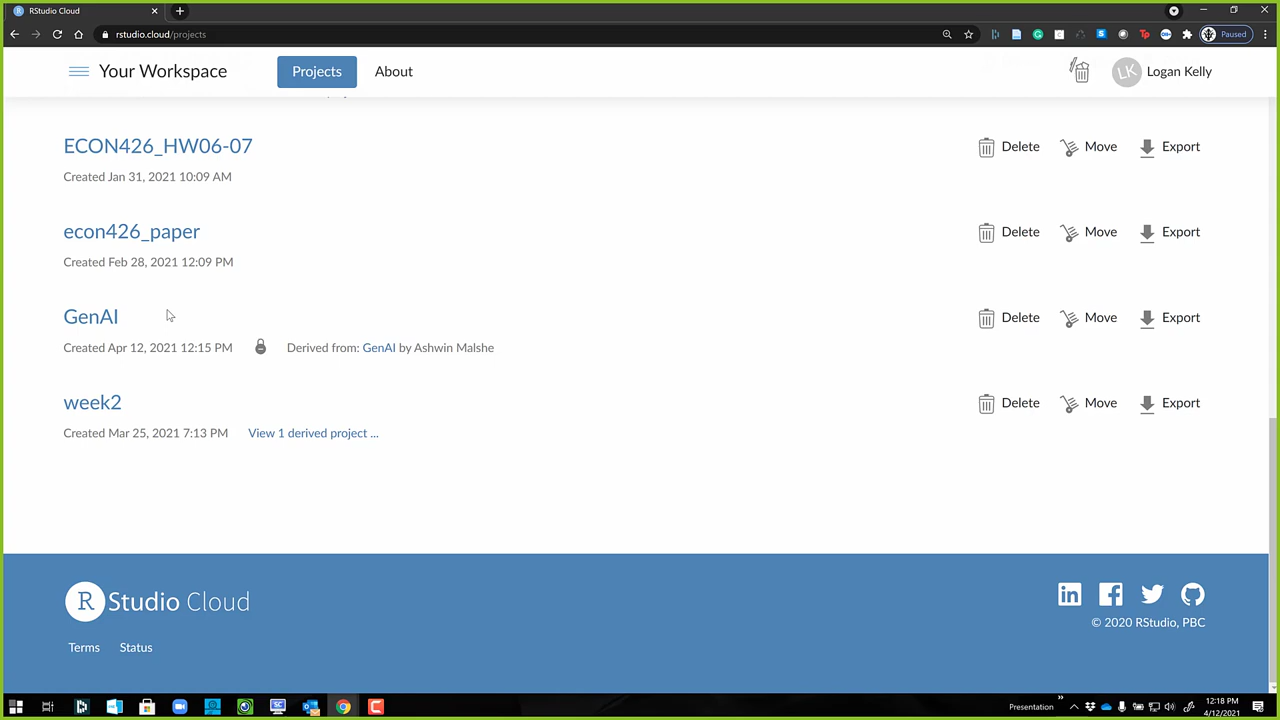 RStudio Cloud
rstudio.cloud/projects
Paused
Your Workspace
Projects
About
LK
Logan Kelly
ECON426_HW06-07
Delete
Move
Export
Created Jan 31, 2021 10:09 AM
econ426_paper
Delete
Move
Export
Created Feb 28, 2021 12:09 PM
GenAI
Delete
Move
Export
Created Apr 12, 2021 12:15 PM
Derived from: GenAI by Ashwin Malshe
week2
Delete
Move
Export
Created Mar 25, 2021 7:13 PM
View 1 derived project ...
R Studio Cloud
© 2020 RStudio, PBC
Terms
Status
Presentation
12:18 PM
4/12/2021